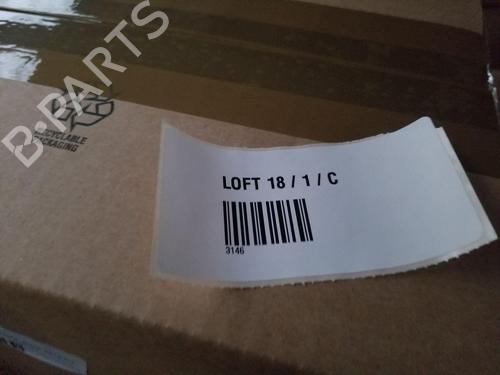 B-PARTS
RECYCLABLE
PACKAGING
LOFT 18 / 1 / C
3146